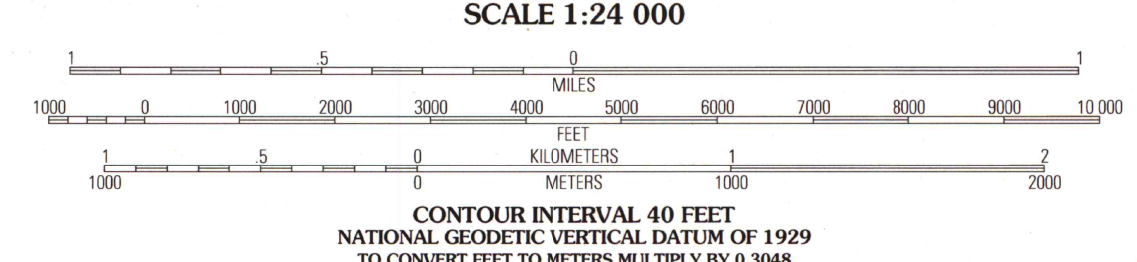 SCALE 1:24 000
1 .5 0 1
MILES
1000 0 1000 2000 3000 4000 5000 6000 7000 8000 9000 10 000
FEET
1 .5 0 KILOMETERS 1 2
1000 0 METERS 1000 2000
CONTOUR INTERVAL 40 FEET
NATIONAL GEODETIC VERTICAL DATUM OF 1929
TO CONVERT FEET TO METERS MULTIPLY BY 0.3048